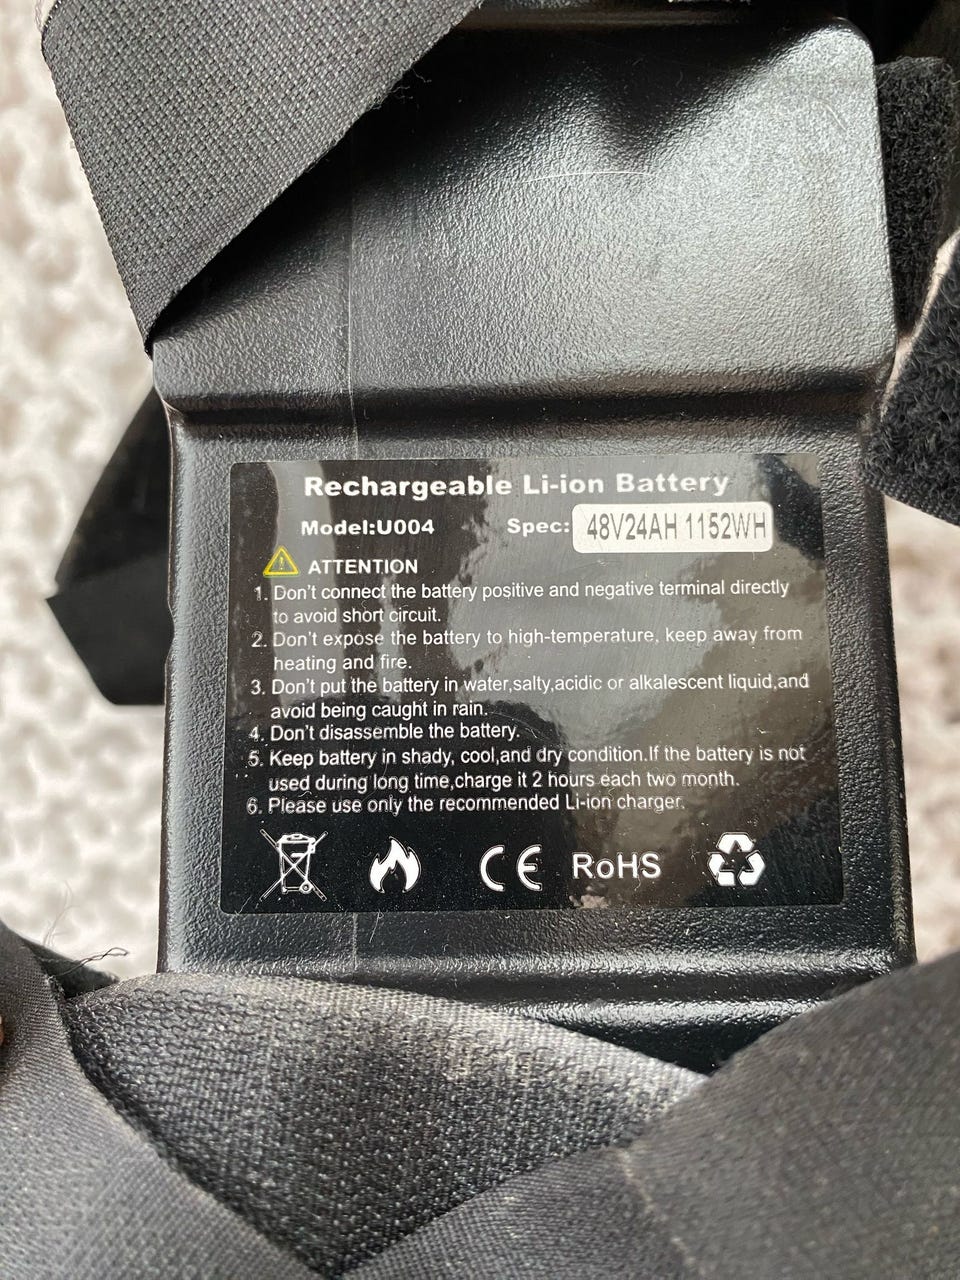 Rechargeable Li-ion Battery
Model:U004 Spec: 48V24AH 1152WH
ATTENTION
1. Don't connect the battery positive and negative terminal directly
to avoid short circuit.
2. Don't expose the battery to high-temperature, keep away from
heating and fire.
3. Don't put the battery in water,salty,acidic or alkalescent liquid,and
avoid being caught in rain.
4. Don't disassemble the battery.
5. Keep battery in shady, cool,and dry condition.If the battery is not
used during long time,charge it 2 hours each two month.
6. Please use only the recommended Li-ion charger.
CE RoHS